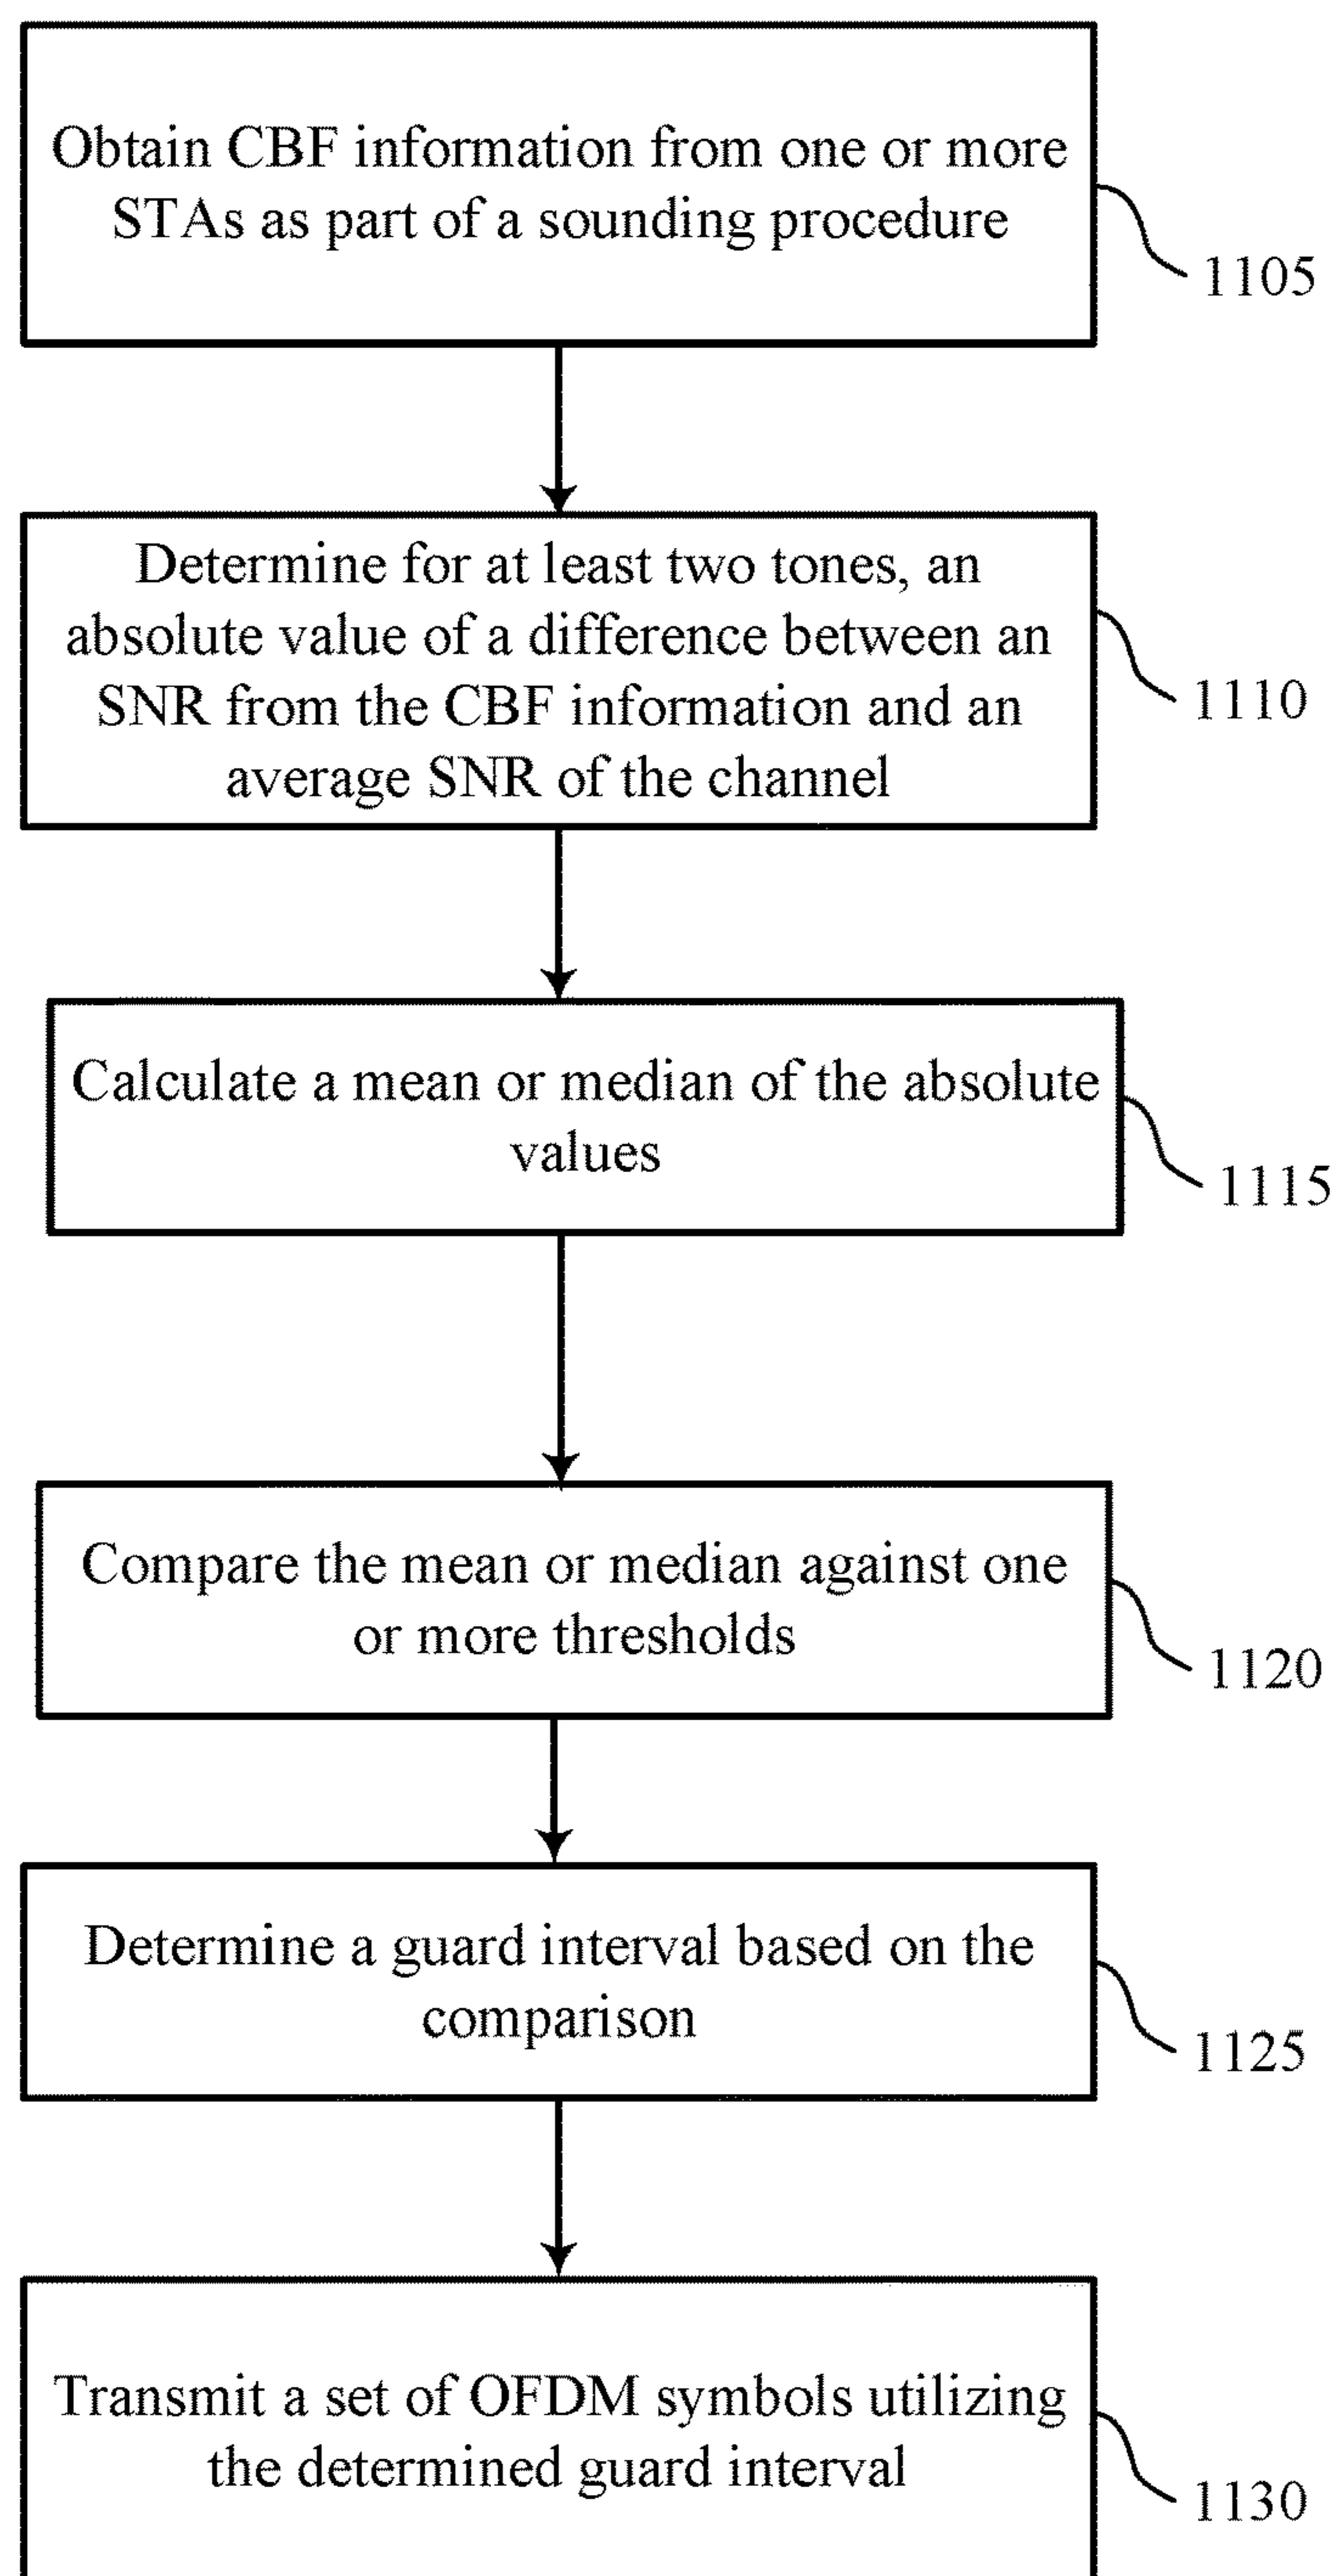 Obtain CBF information from one or more
STAs as part of a sounding procedure
1105
Determine for at least two tones, an
absolute value of a difference between an
SNR from the CBF information and an
average SNR of the channel
1110
Calculate a mean or median of the absolute
values
1115
Compare the mean or median against one
or more thresholds
1120
Determine a guard interval based on the
comparison
1125
Transmit a set of OFDM symbols utilizing
the determined guard interval
1130